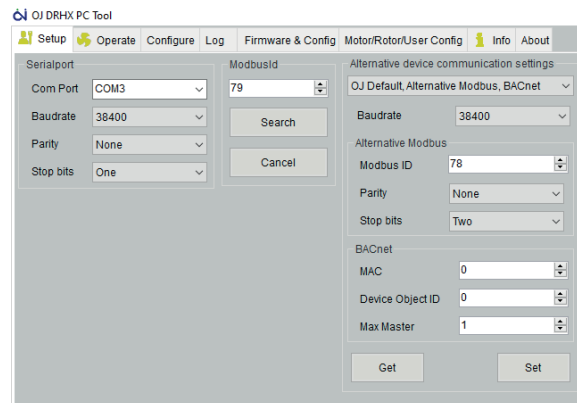 OJ DRHX PC Tool
Setup Operate Configure Log Firmware & Config Motor/Rotor/User Config Info About
Serialport
Com Port COM3
Baudrate 38400
Parity None
Stop bits One
ModbusId
79
Search
Cancel
Alternative device communication settings
OJ Default, Alternative Modbus, BACnet
Baudrate 38400
Alternative Modbus
Modbus ID 78
Parity None
Stop bits Two
BACnet
MAC 0
Device Object ID 0
Max Master 1
Get Set